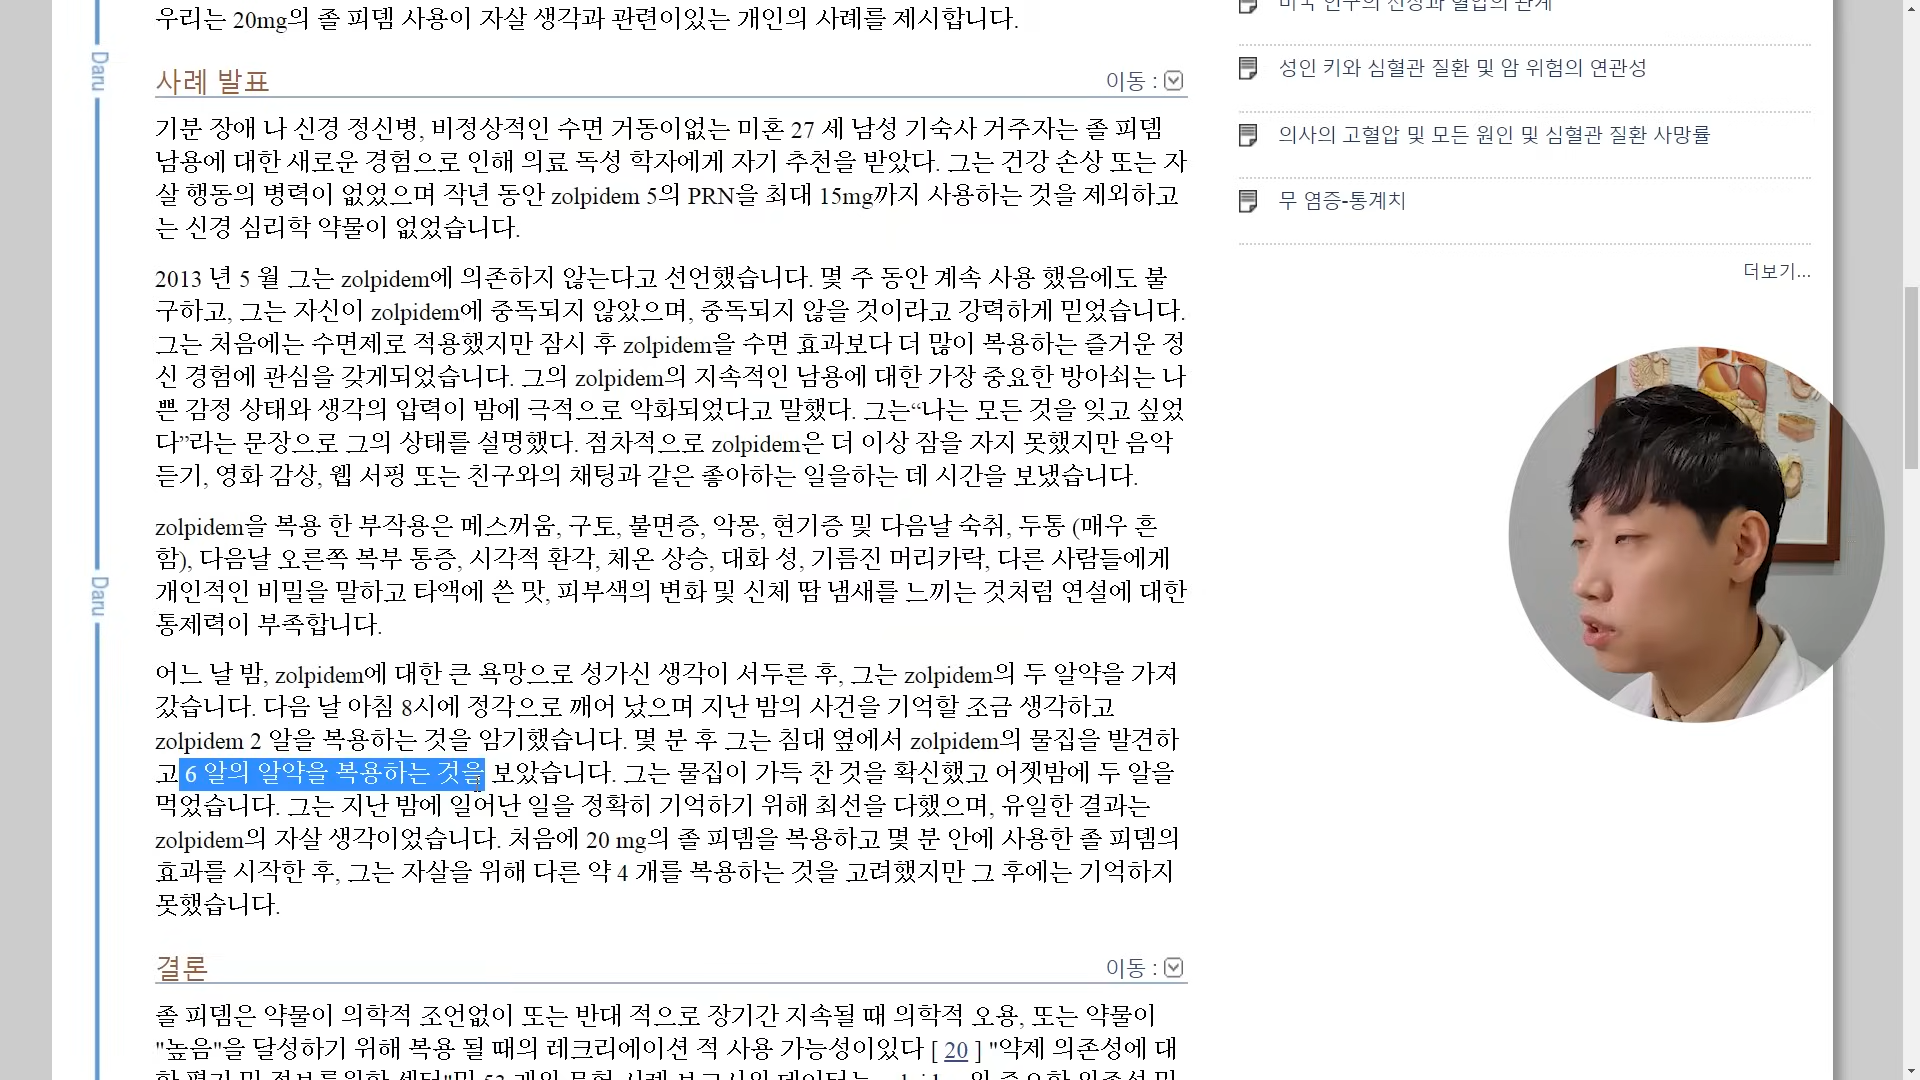 우리는 20mg의 졸 피뎀 사용이 자살 생각과 관련이있는 개인의 사례를 제시합니다.
사례 발표
이동 :
기분 장애 나 신경 정신병, 비정상적인 수면 거동이없는 미혼 27 세 남성 기숙사 거주자는 졸 피뎀
남용에 대한 새로운 경험으로 인해 의료 독성 학자에게 자기 추천을 받았다. 그는 건강 손상 또는 자
살 행동의 병력이 없었으며 작년 동안 zolpidem 5의 PRN을 최대 15mg까지 사용하는 것을 제외하고
는 신경 심리학 약물이 없었습니다.
2013 년 5 월 그는 zolpidem에 의존하지 않는다고 선언했습니다. 몇 주 동안 계속 사용 했음에도 불
구하고, 그는 자신이 zolpidem에 중독되지 않았으며, 중독되지 않을 것이라고 강력하게 믿었습니다.
그는 처음에는 수면제로 적용했지만 잠시 후 zolpidem을 수면 효과보다 더 많이 복용하는 즐거운 정
신 경험에 관심을 갖게되었습니다. 그의 zolpidem의 지속적인 남용에 대한 가장 중요한 방아쇠는 나
쁜 감정 상태와 생각의 압력이 밤에 극적으로 악화되었다고 말했다. 그는“나는 모든 것을 잊고 싶었
다”라는 문장으로 그의 상태를 설명했다. 점차적으로 zolpidem은 더 이상 잠을 자지 못했지만 음악
듣기, 영화 감상, 웹 서핑 또는 친구와의 채팅과 같은 좋아하는 일을하는 데 시간을 보냈습니다.
zolpidem을 복용 한 부작용은 메스꺼움, 구토, 불면증, 악몽, 현기증 및 다음날 숙취, 두통 (매우 흔
함), 다음날 오른쪽 복부 통증, 시각적 환각, 체온 상승, 대화 성, 기름진 머리카락, 다른 사람들에게
개인적인 비밀을 말하고 타액에 쓴 맛, 피부색의 변화 및 신체 땀 냄새를 느끼는 것처럼 연설에 대한
통제력이 부족합니다.
어느 날 밤, zolpidem에 대한 큰 욕망으로 성가신 생각이 서두른 후, 그는 zolpidem의 두 알약을 가져
갔습니다. 다음 날 아침 8시에 정각으로 깨어 났으며 지난 밤의 사건을 기억할 조금 생각하고
zolpidem 2 알을 복용하는 것을 암기했습니다. 몇 분 후 그는 침대 옆에서 zolpidem의 물집을 발견하
고 6 알의 알약을 복용하는 것을 보았습니다. 그는 물집이 가득 찬 것을 확신했고 어젯밤에 두 알을
먹었습니다. 그는 지난 밤에 일어난 일을 정확히 기억하기 위해 최선을 다했으며, 유일한 결과는
zolpidem의 자살 생각이었습니다. 처음에 20 mg의 졸 피뎀을 복용하고 몇 분 안에 사용한 졸 피뎀의
효과를 시작한 후, 그는 자살을 위해 다른 약 4 개를 복용하는 것을 고려했지만 그 후에는 기억하지
못했습니다.
결론
이동 :
졸 피뎀은 약물이 의학적 조언없이 또는 반대 적으로 장기간 지속될 때 의학적 오용, 또는 약물이
"높음"을 달성하기 위해 복용 될 때의 레크리에이션 적 사용 가능성이있다 [ 20 ] "약제 의존성에 대
Daru
Daru
미국 인구의 신장과 혈압의 관계
성인 키와 심혈관 질환 및 암 위험의 연관성
의사의 고혈압 및 모든 원인 및 심혈관 질환 사망률
무 염증-통계치
더보기...